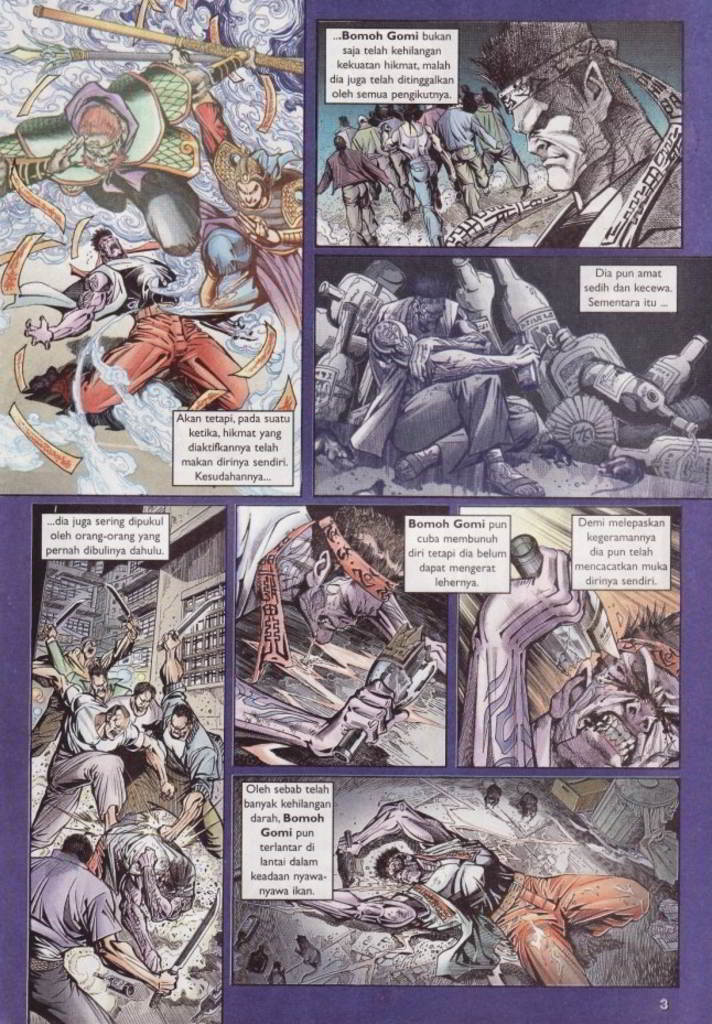 Akan tetapi, pada suatu
ketika, hikmat yang
diaktifkannya telah
makan dirinya sendiri.
Kesudahannya...
...Bomoh Gomi bukan
saja telah kehilangan
kekuatan hikmat, malah
dia juga telah ditinggalkan
oleh semua pengikutnya.
Dia pun amat
sedih dan kecewa.
Sementara itu ...
...dia juga sering dipukul
oleh orang-orang yang
pernah dibulinya dahulu.
Bomoh Gomi pun
cuba membunuh
diri tetapi dia belum
dapat mengerat
lehernya.
Demi melepaskan
kegeramannya
dia pun telah
mencacatkan muka
dirinya sendiri.
Oleh sebab telah
banyak kehilangan
darah, Bomoh
Gomi pun
terlantar di
lantai dalam
keadaan nyawa-
nyawa ikan.
3